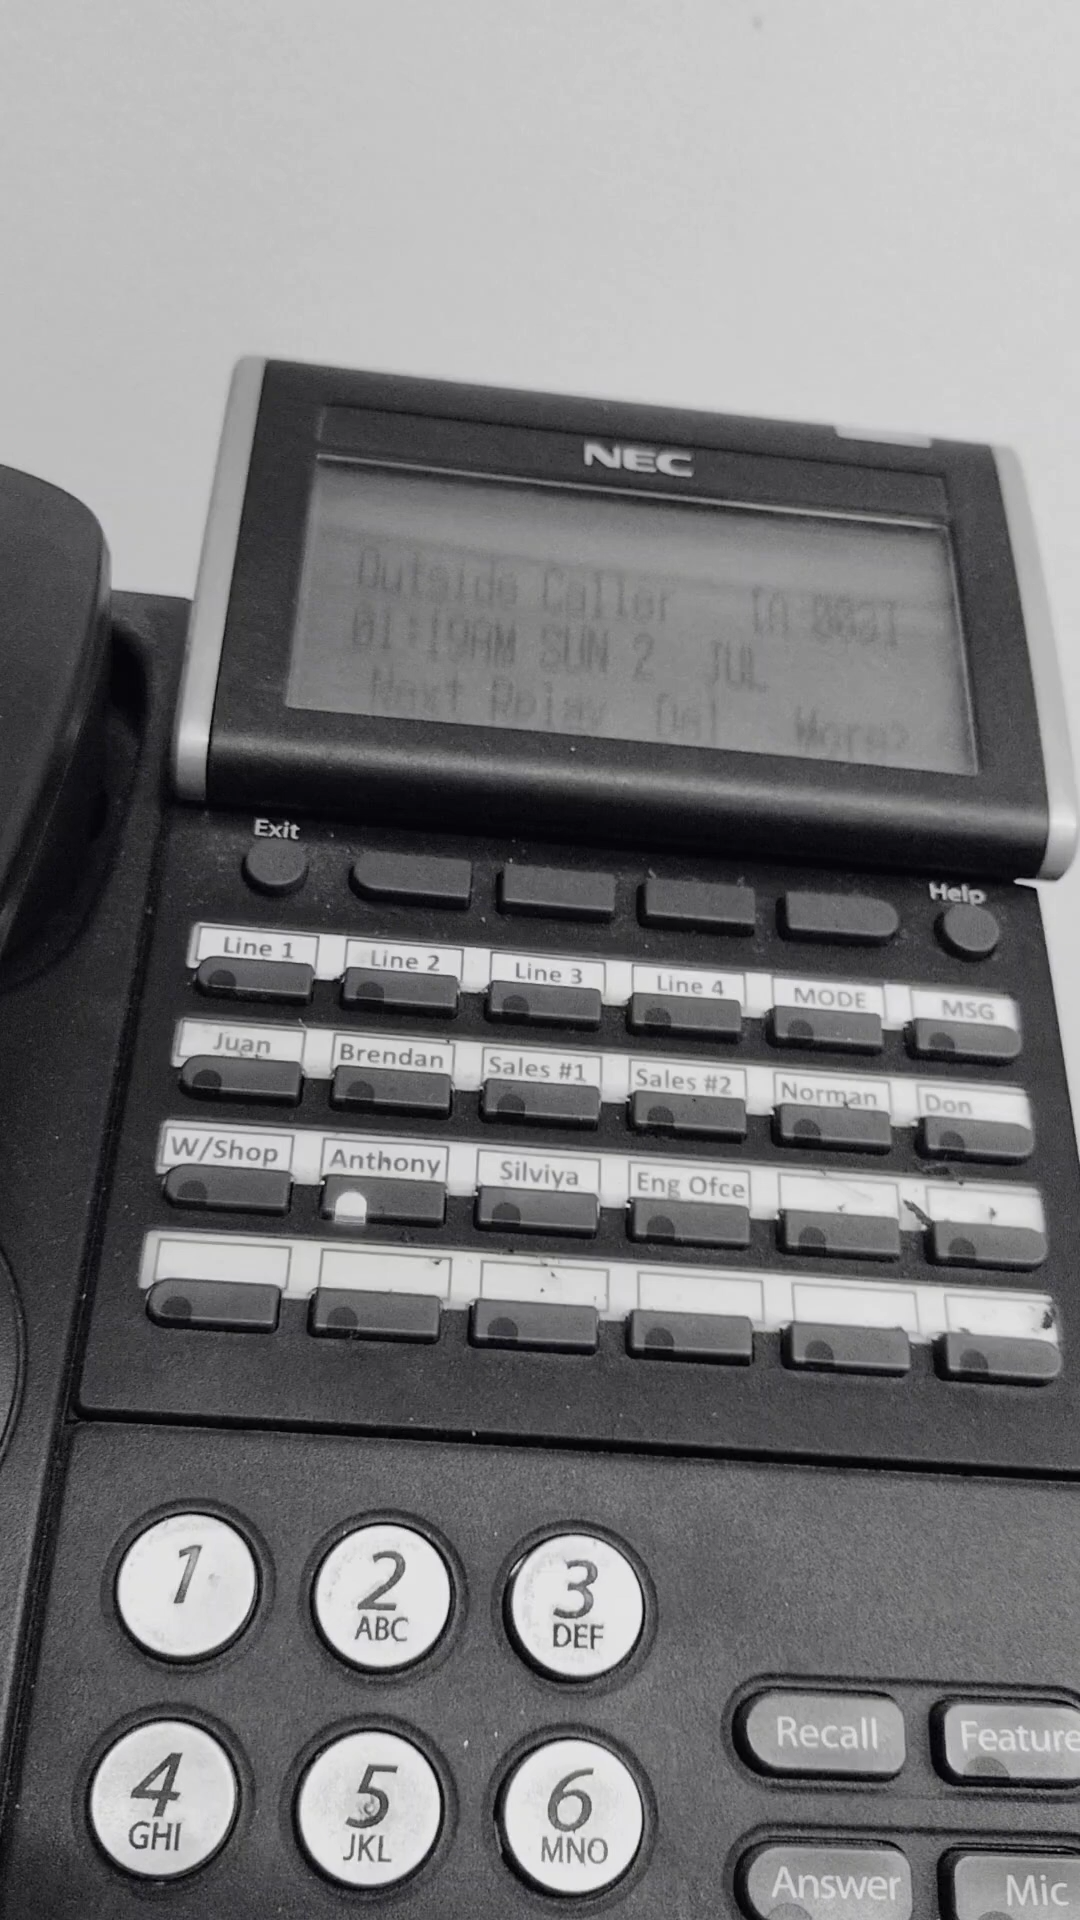 NEC
Outside Caller
01:19AM SUN 2 JUL
Next Rplay Del More>
Exit
Help
Line 1 Line 2 Line 3 Line 4 MODE MSG
Juan Brendan Sales #1 Sales #2 Norman Don
W/Shop Anthony Silviya Eng Ofce
1 2 3
ABC DEF
Recall Feature
4 5 6
GHI JKL MNO
Answer Mic